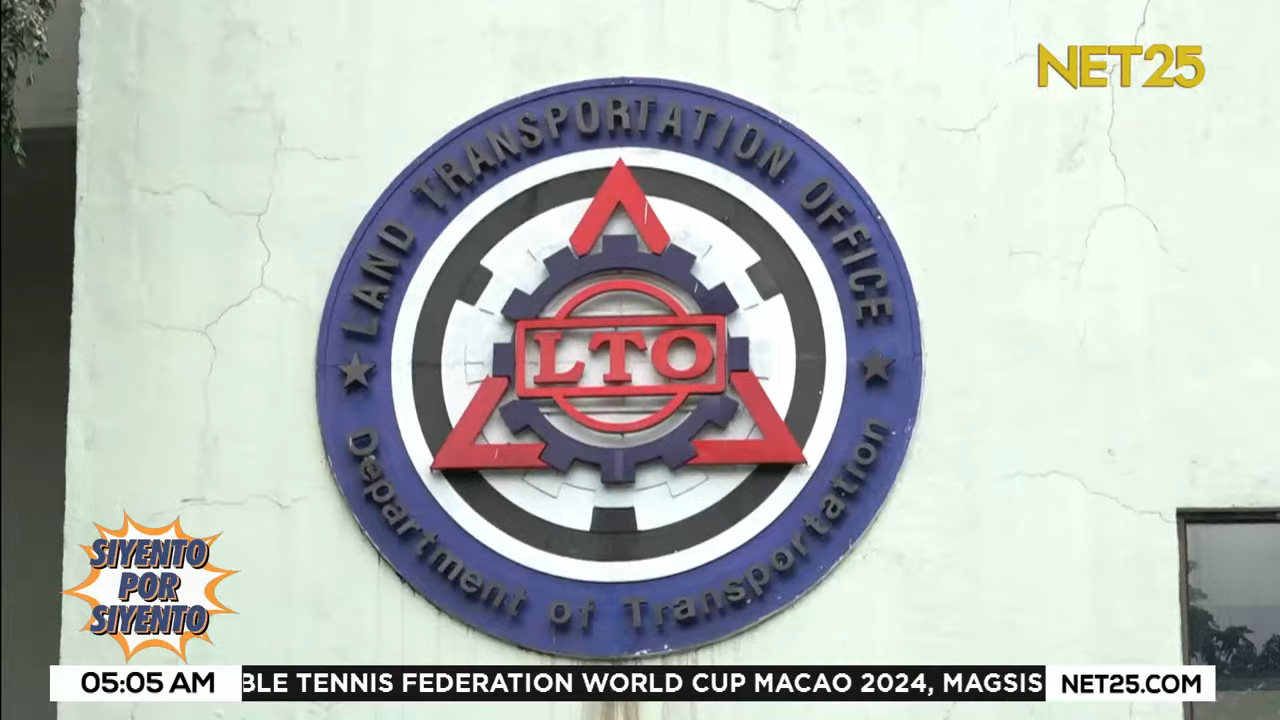 NET25
LAND TRANSPORTATION OFFICE
LTO
Department of Transportation
SIYENTO
POR
SIYENTO
05:05 AM
BLE TENNIS FEDERATION WORLD CUP MACAO 2024, MAGSIS
NET25.COM